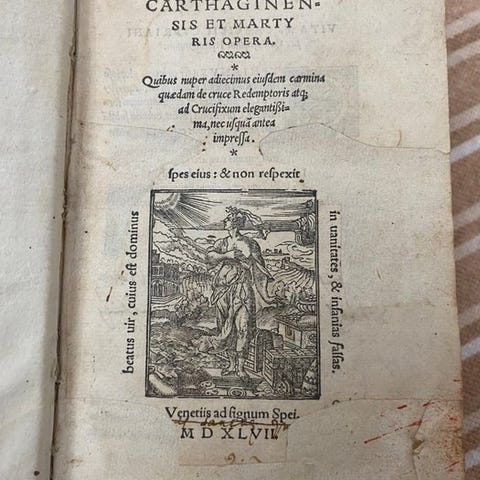 CARTHAGINEN-
SIS ET MARTY
RIS OPERA.
*
Quibus nuper adiecimus eiusdem carmina
quædam de cruce Redemptoris atq;
ad Crucifixum elegantißi-
ma, nec usquã antea
impressa.
*
spes eius: & non respexit
beatus uir, cuius est dominus
in uanitates, & insanias falsas.
Venetiis ad signum Spei.
M D XLVII.